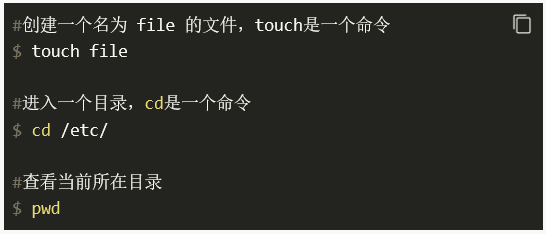 #创建一个名为 file 的文件，touch是一个命令
$ touch file
#进入一个目录，cd是一个命令
$ cd /etc/
#查看当前所在目录
$ pwd